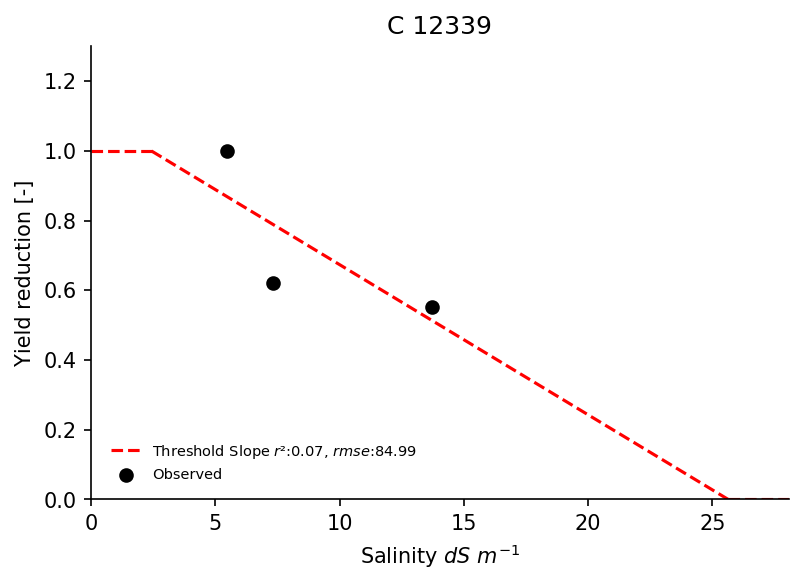 C 12339
Yield reduction [-]
1.2
1.0
0.8
0.6
0.4
0.2
0.0
Threshold Slope r²:0.07, rmse:84.99
Observed
0 5 10 15 20 25
Salinity dS m⁻¹